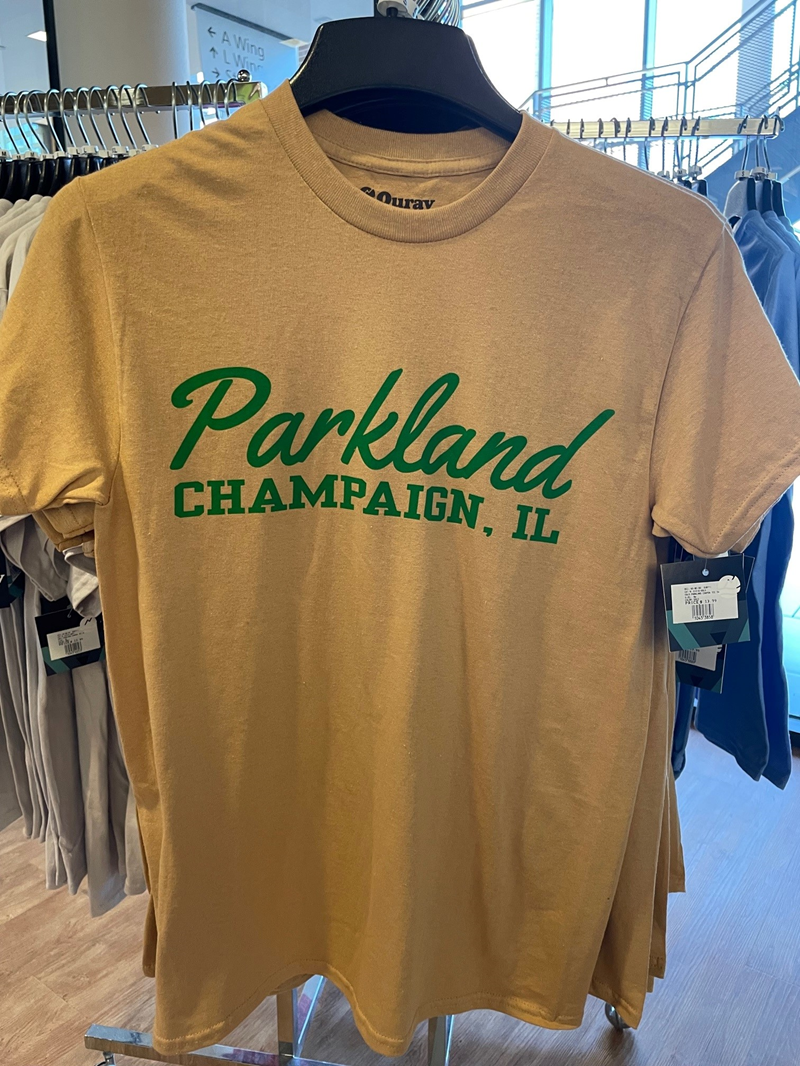 ← A Wing
↑ L Wing
Ouray
Parkland
CHAMPAIGN, IL